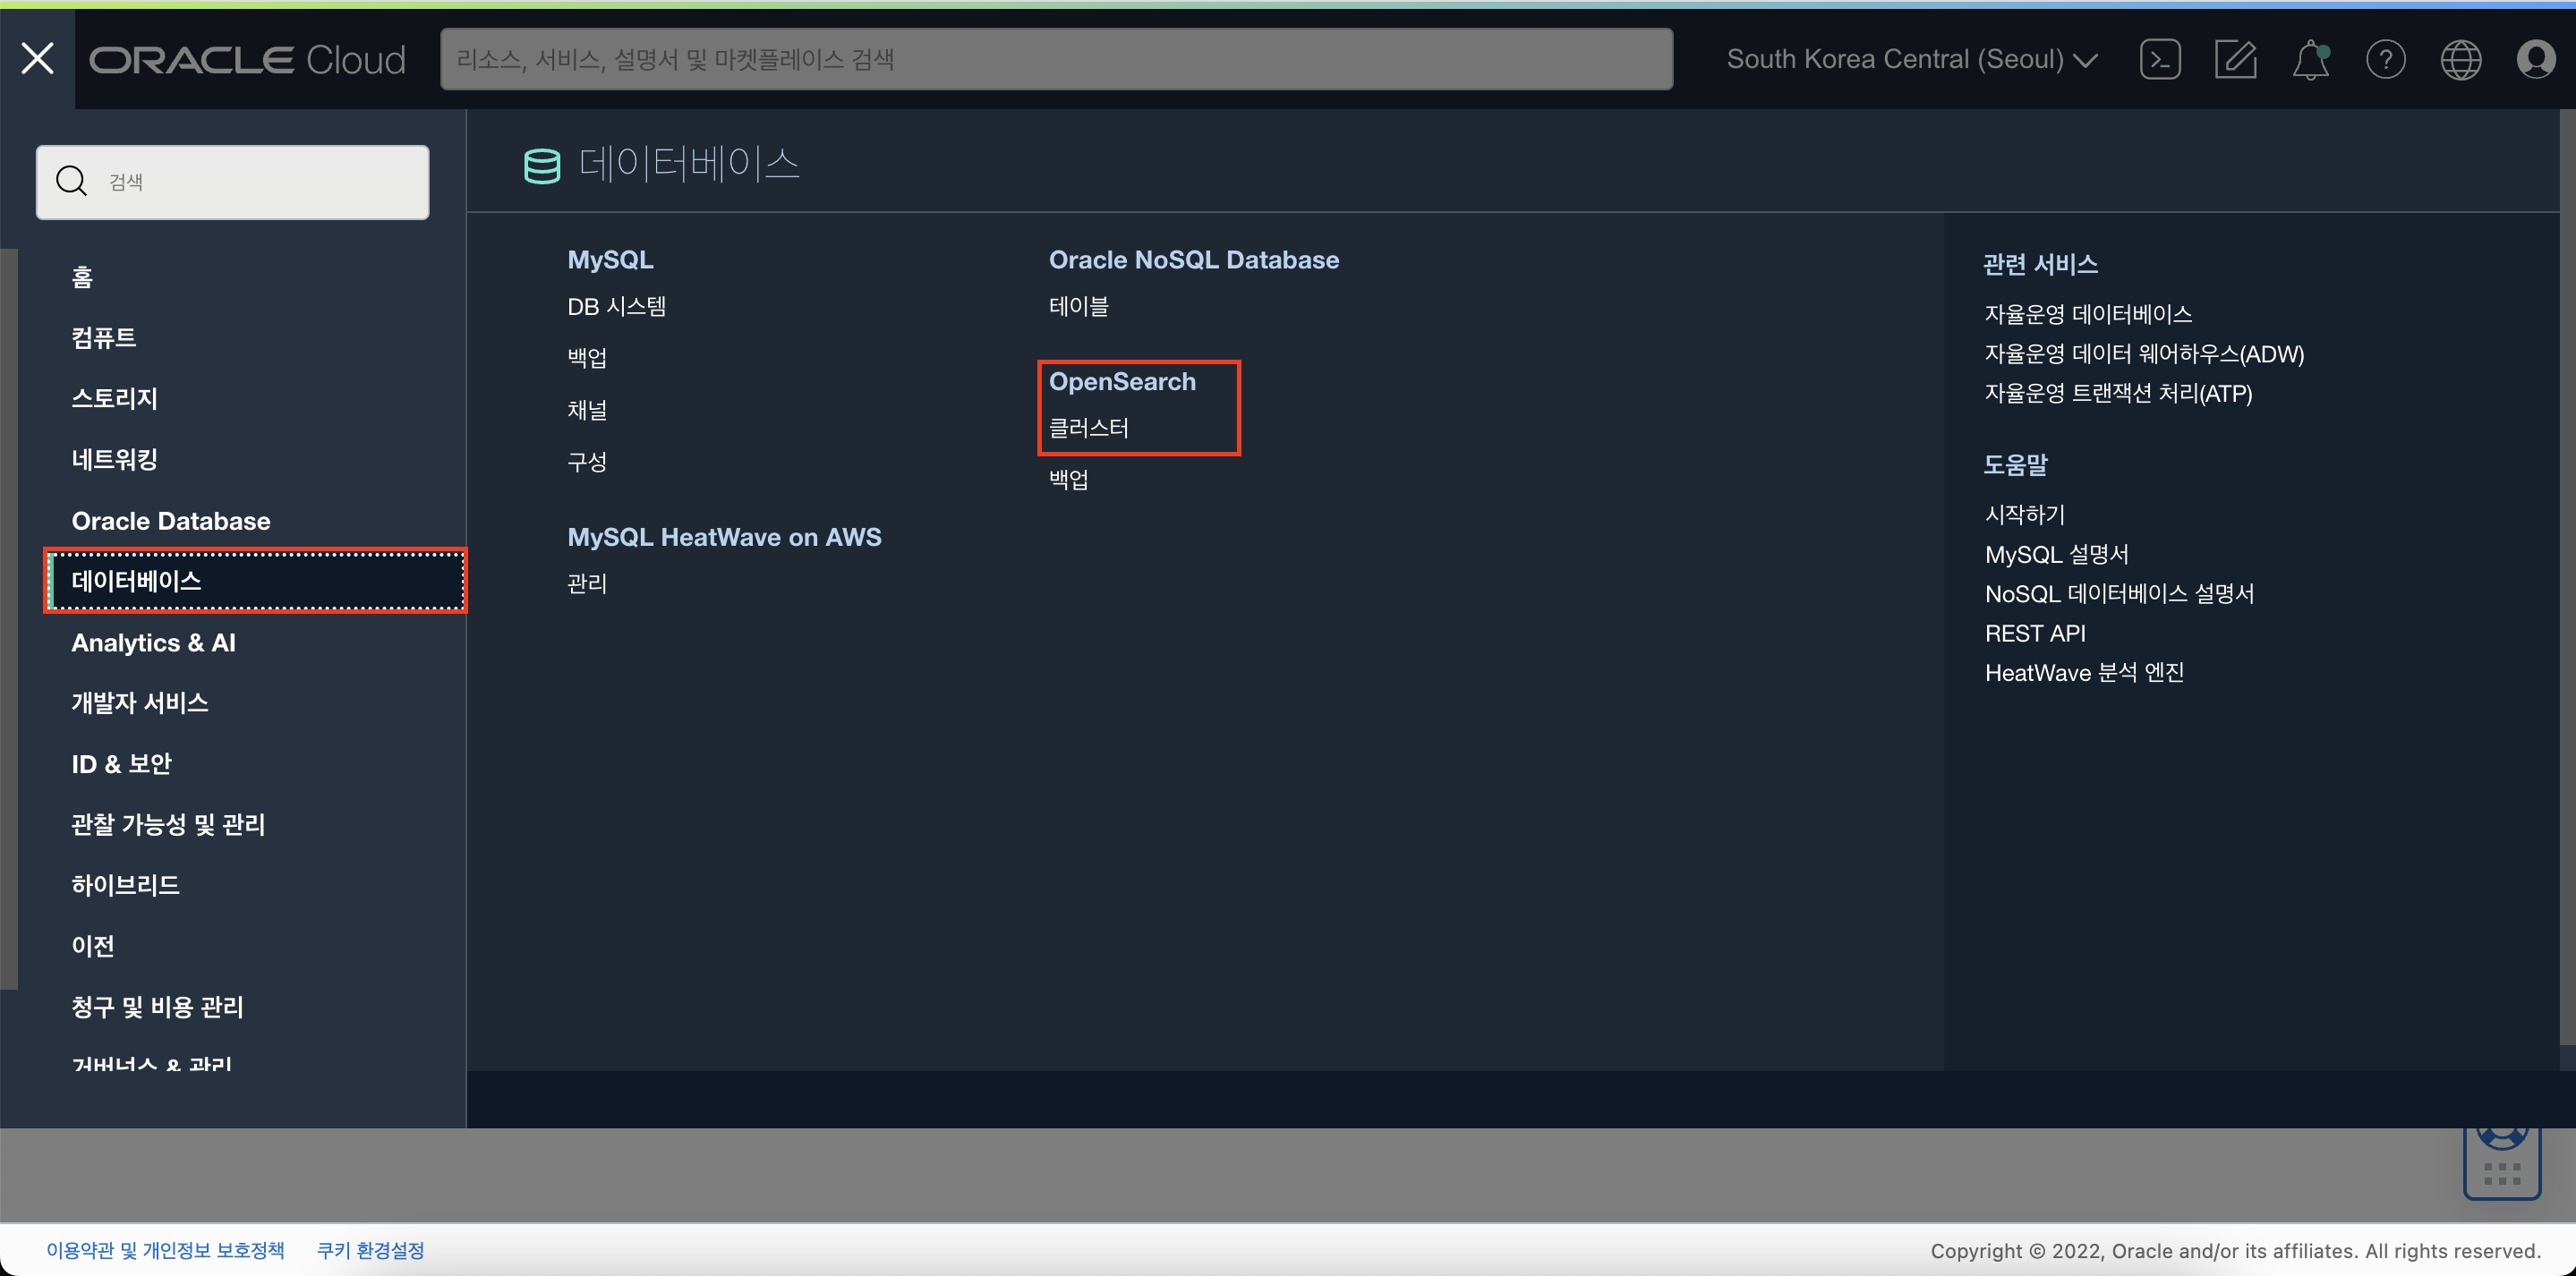 ORACLE Cloud
리소스, 서비스, 설명서 및 마켓플레이스 검색
South Korea Central (Seoul)
검색
홈
컴퓨트
스토리지
네트워킹
Oracle Database
데이터베이스
Analytics & AI
개발자 서비스
ID & 보안
관찰 가능성 및 관리
하이브리드
이전
청구 및 비용 관리
거버넌스 & 관리
데이터베이스
MySQL
DB 시스템
백업
채널
구성
MySQL HeatWave on AWS
관리
Oracle NoSQL Database
테이블
OpenSearch
클러스터
백업
관련 서비스
자율운영 데이터베이스
자율운영 데이터 웨어하우스(ADW)
자율운영 트랜잭션 처리(ATP)
도움말
시작하기
MySQL 설명서
NoSQL 데이터베이스 설명서
REST API
HeatWave 분석 엔진
이용약관 및 개인정보 보호정책
쿠키 환경설정
Copyright © 2022, Oracle and/or its affiliates. All rights reserved.